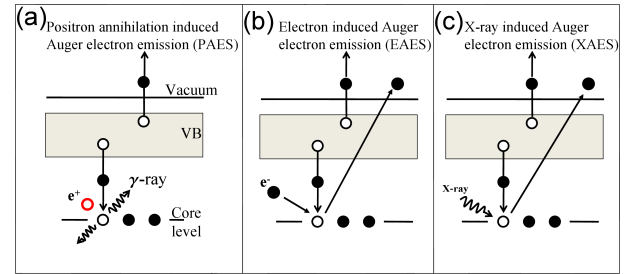 (a) Positron annihilation induced
Auger electron emission (PAES)
Vacuum
VB
e+
γ-ray
Core
level
(b) Electron induced Auger
electron emission (EAES)
e-
(c) X-ray induced Auger
electron emission (XAES)
X-ray